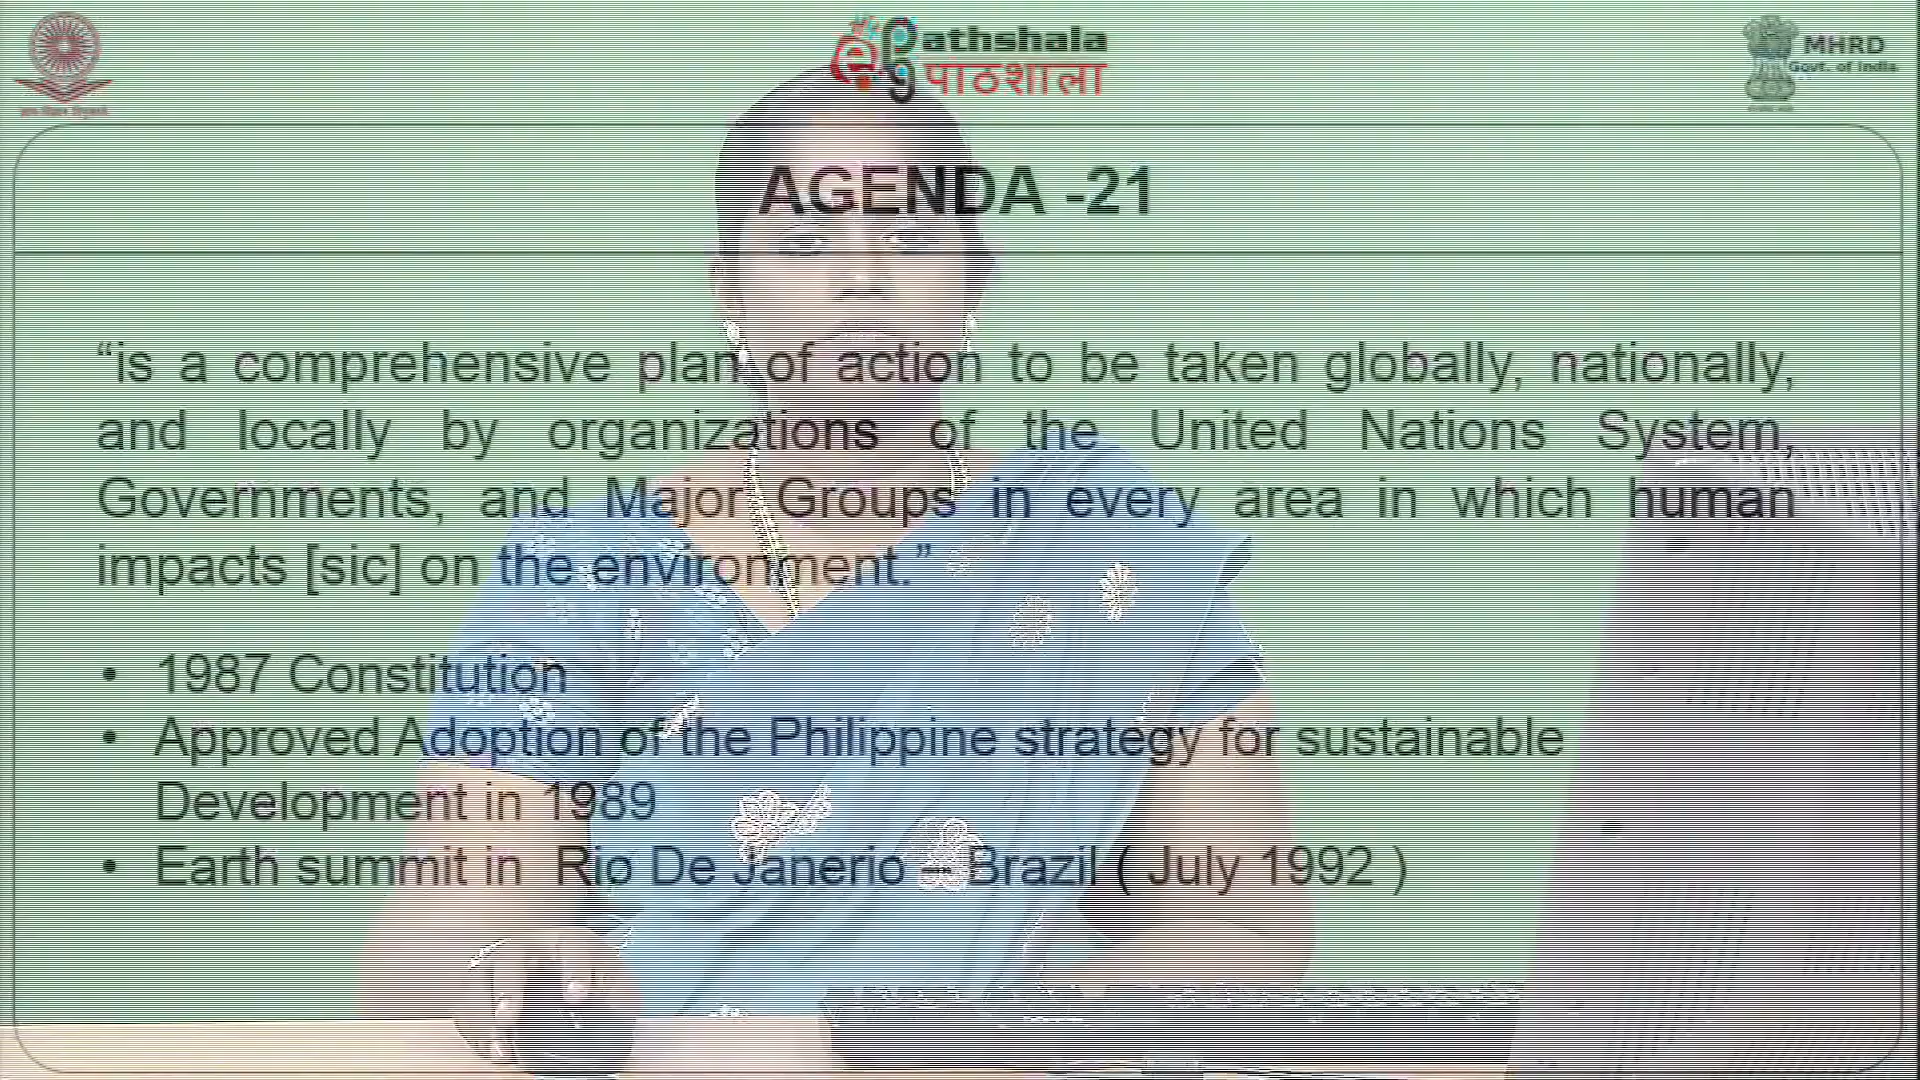 athshala
पाठशाला
MHRD
Govt. of India
AGENDA -21
“is a comprehensive plan of action to be taken globally, nationally,
and locally by organizations of the United Nations System,
Governments, and Major Groups in every area in which human
impacts [sic] on the environment.”
• 1987 Constitution
• Approved Adoption of the Philippine strategy for sustainable
Development in 1989
• Earth summit in Rio De Janerio – Brazil ( July 1992 )